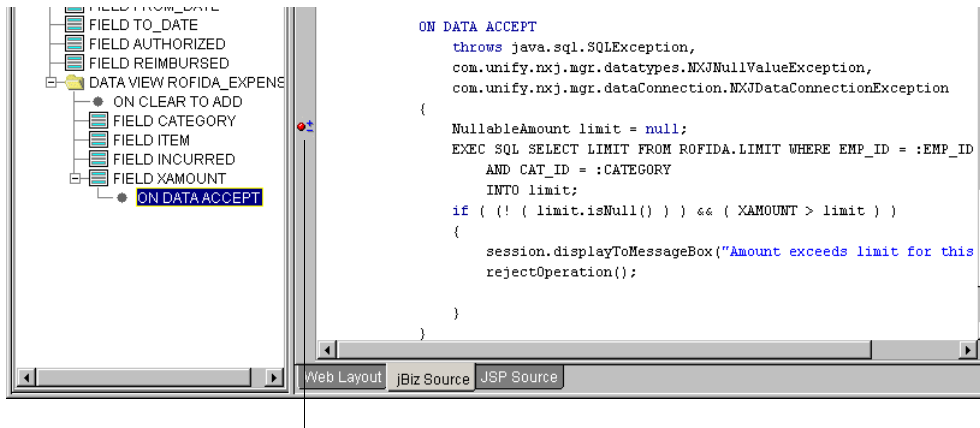 FIELD FROM_DATE
FIELD TO_DATE
FIELD AUTHORIZED
FIELD REIMBURSED
DATA VIEW ROFIDA_EXPENS
ON CLEAR TO ADD
FIELD CATEGORY
FIELD ITEM
FIELD INCURRED
FIELD XAMOUNT
ON DATA ACCEPT
ON DATA ACCEPT
throws java.sql.SQLException,
com.unify.nxj.mgr.datatypes.NXJNullValueException,
com.unify.nxj.mgr.dataConnection.NXJDataConnectionException
{
NullableAmount limit = null;
EXEC SQL SELECT LIMIT FROM ROFIDA.LIMIT WHERE EMP_ID = :EMP_ID
AND CAT_ID = :CATEGORY
INTO limit;
if ( (! ( limit.isNull() ) ) && ( XAMOUNT > limit ) )
{
session.displayToMessageBox("Amount exceeds limit for this
rejectOperation();
}
}
Web Layout jBiz Source JSP Source